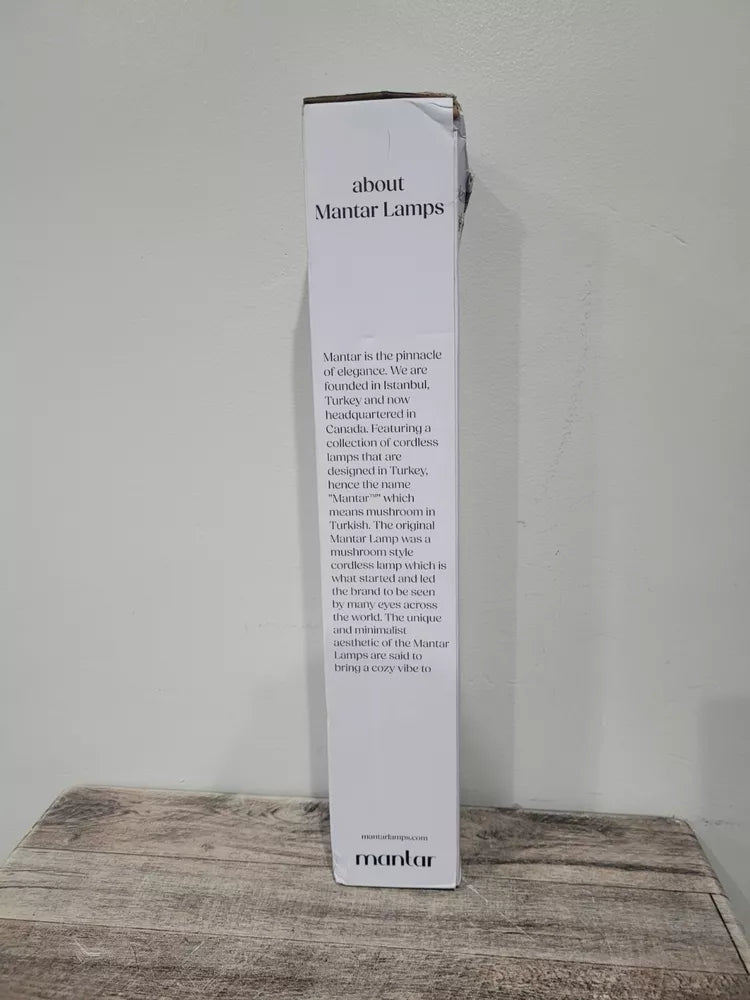 about
Mantar Lamps
Mantar is the pinnacle
of elegance. We are
founded in Istanbul,
Turkey and now
headquartered in
Canada. Featuring a
collection of cordless
lamps that are
designed in Turkey,
hence the name
"Mantar™" which
means mushroom in
Turkish. The original
Mantar Lamp was a
mushroom style
cordless lamp which is
what started and led
the brand to be seen
by many eyes across
the world. The unique
and minimalist
aesthetic of the Mantar
Lamps are said to
bring a cozy vibe to
mantarlamps.com
mantar